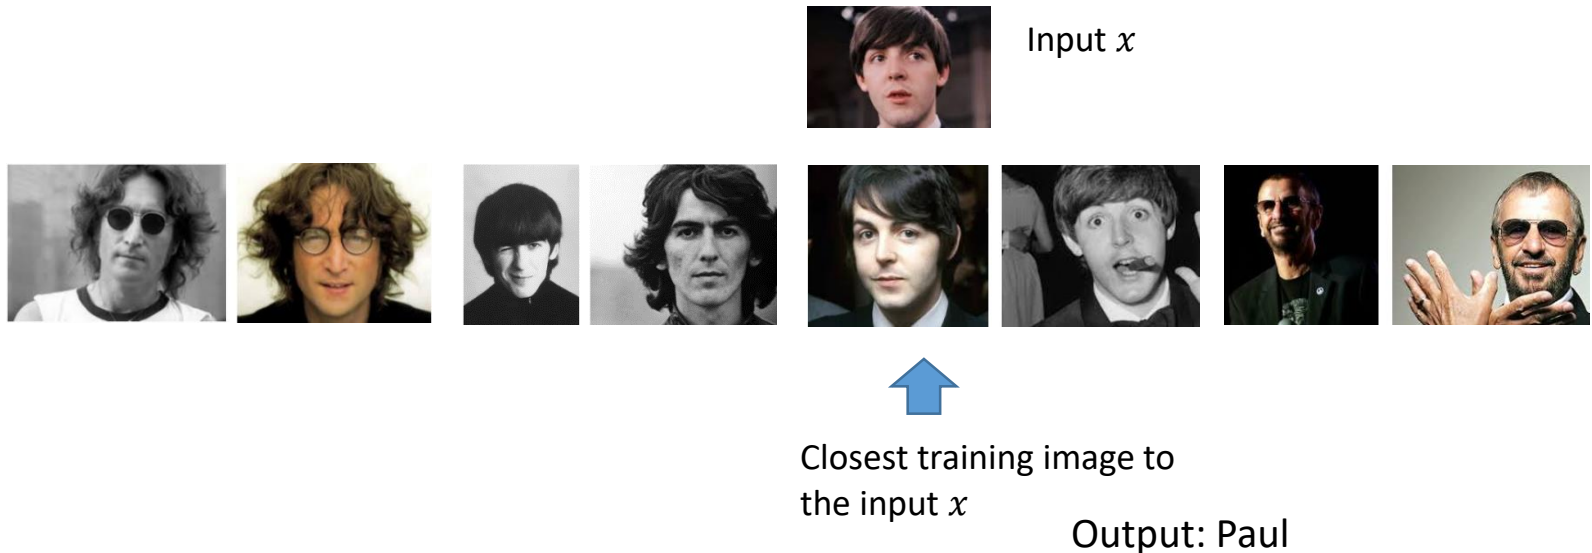 Input 𝑥
Closest training image to
the input 𝑥
Output: Paul